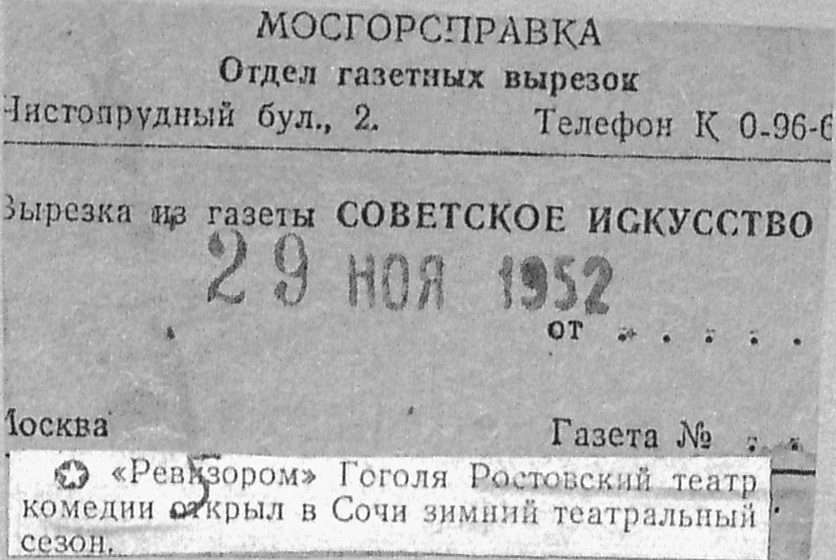 МОСГОРСПРАВКА
Отдел газетных вырезок
Чистопрудный бул., 2. Телефон К 0-96-6
Вырезка из газеты СОВЕТСКОЕ ИСКУССТВО
29 НОЯ 1952
от . . . . .
Москва Газета № . .
«Ревизором» Гоголя Ростовский театр
комедии открыл в Сочи зимний театральный
сезон.